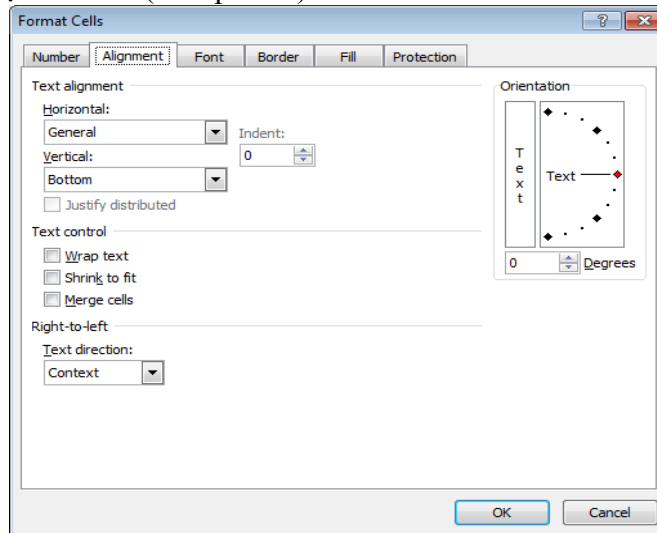 Format Cells
Number Alignment Font Border Fill Protection
Text alignment
Horizontal:
General
Indent:
0
Vertical:
Bottom
Justify distributed
Text control
Wrap text
Shrink to fit
Merge cells
Right-to-left
Text direction:
Context
Orientation
Text
Text
0 Degrees
OK Cancel